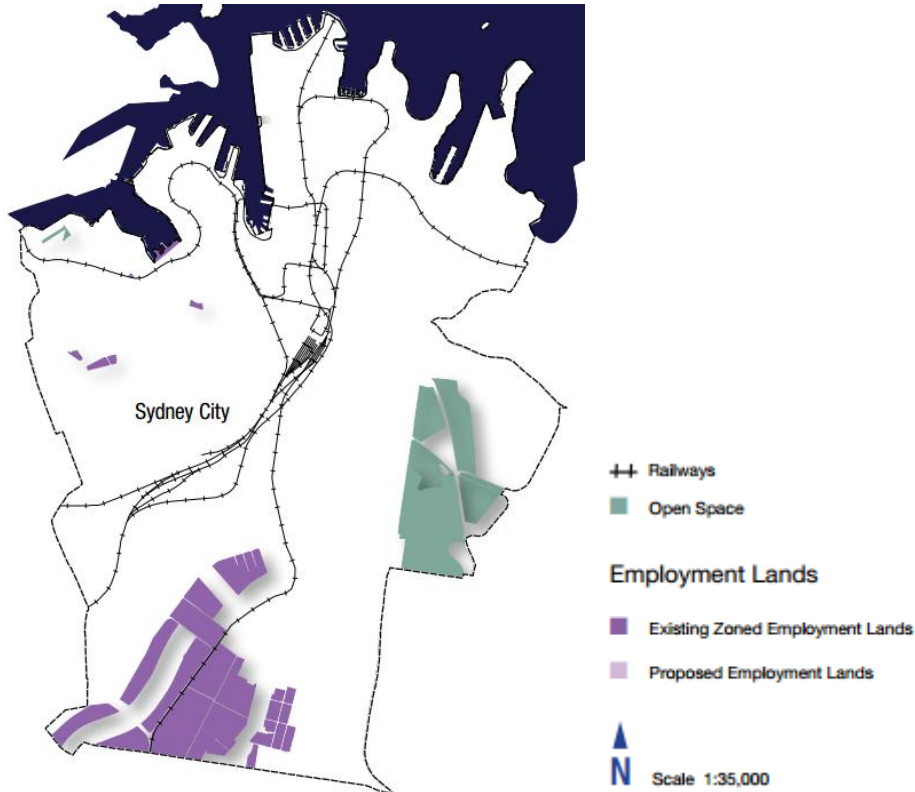 Sydney City
Railways
Open Space
Employment Lands
Existing Zoned Employment Lands
Proposed Employment Lands
N
Scale 1:35,000